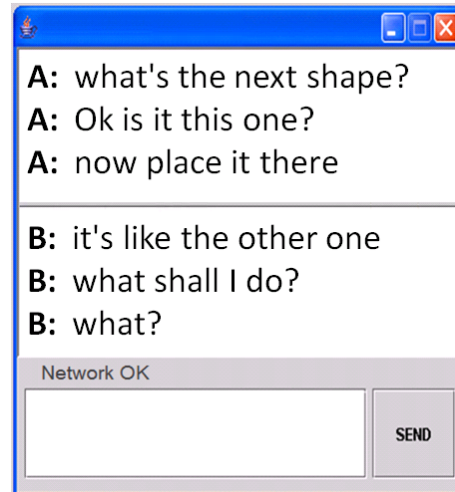 A: what's the next shape?
A: Ok is it this one?
A: now place it there
B: it's like the other one
B: what shall I do?
B: what?
Network OK
SEND